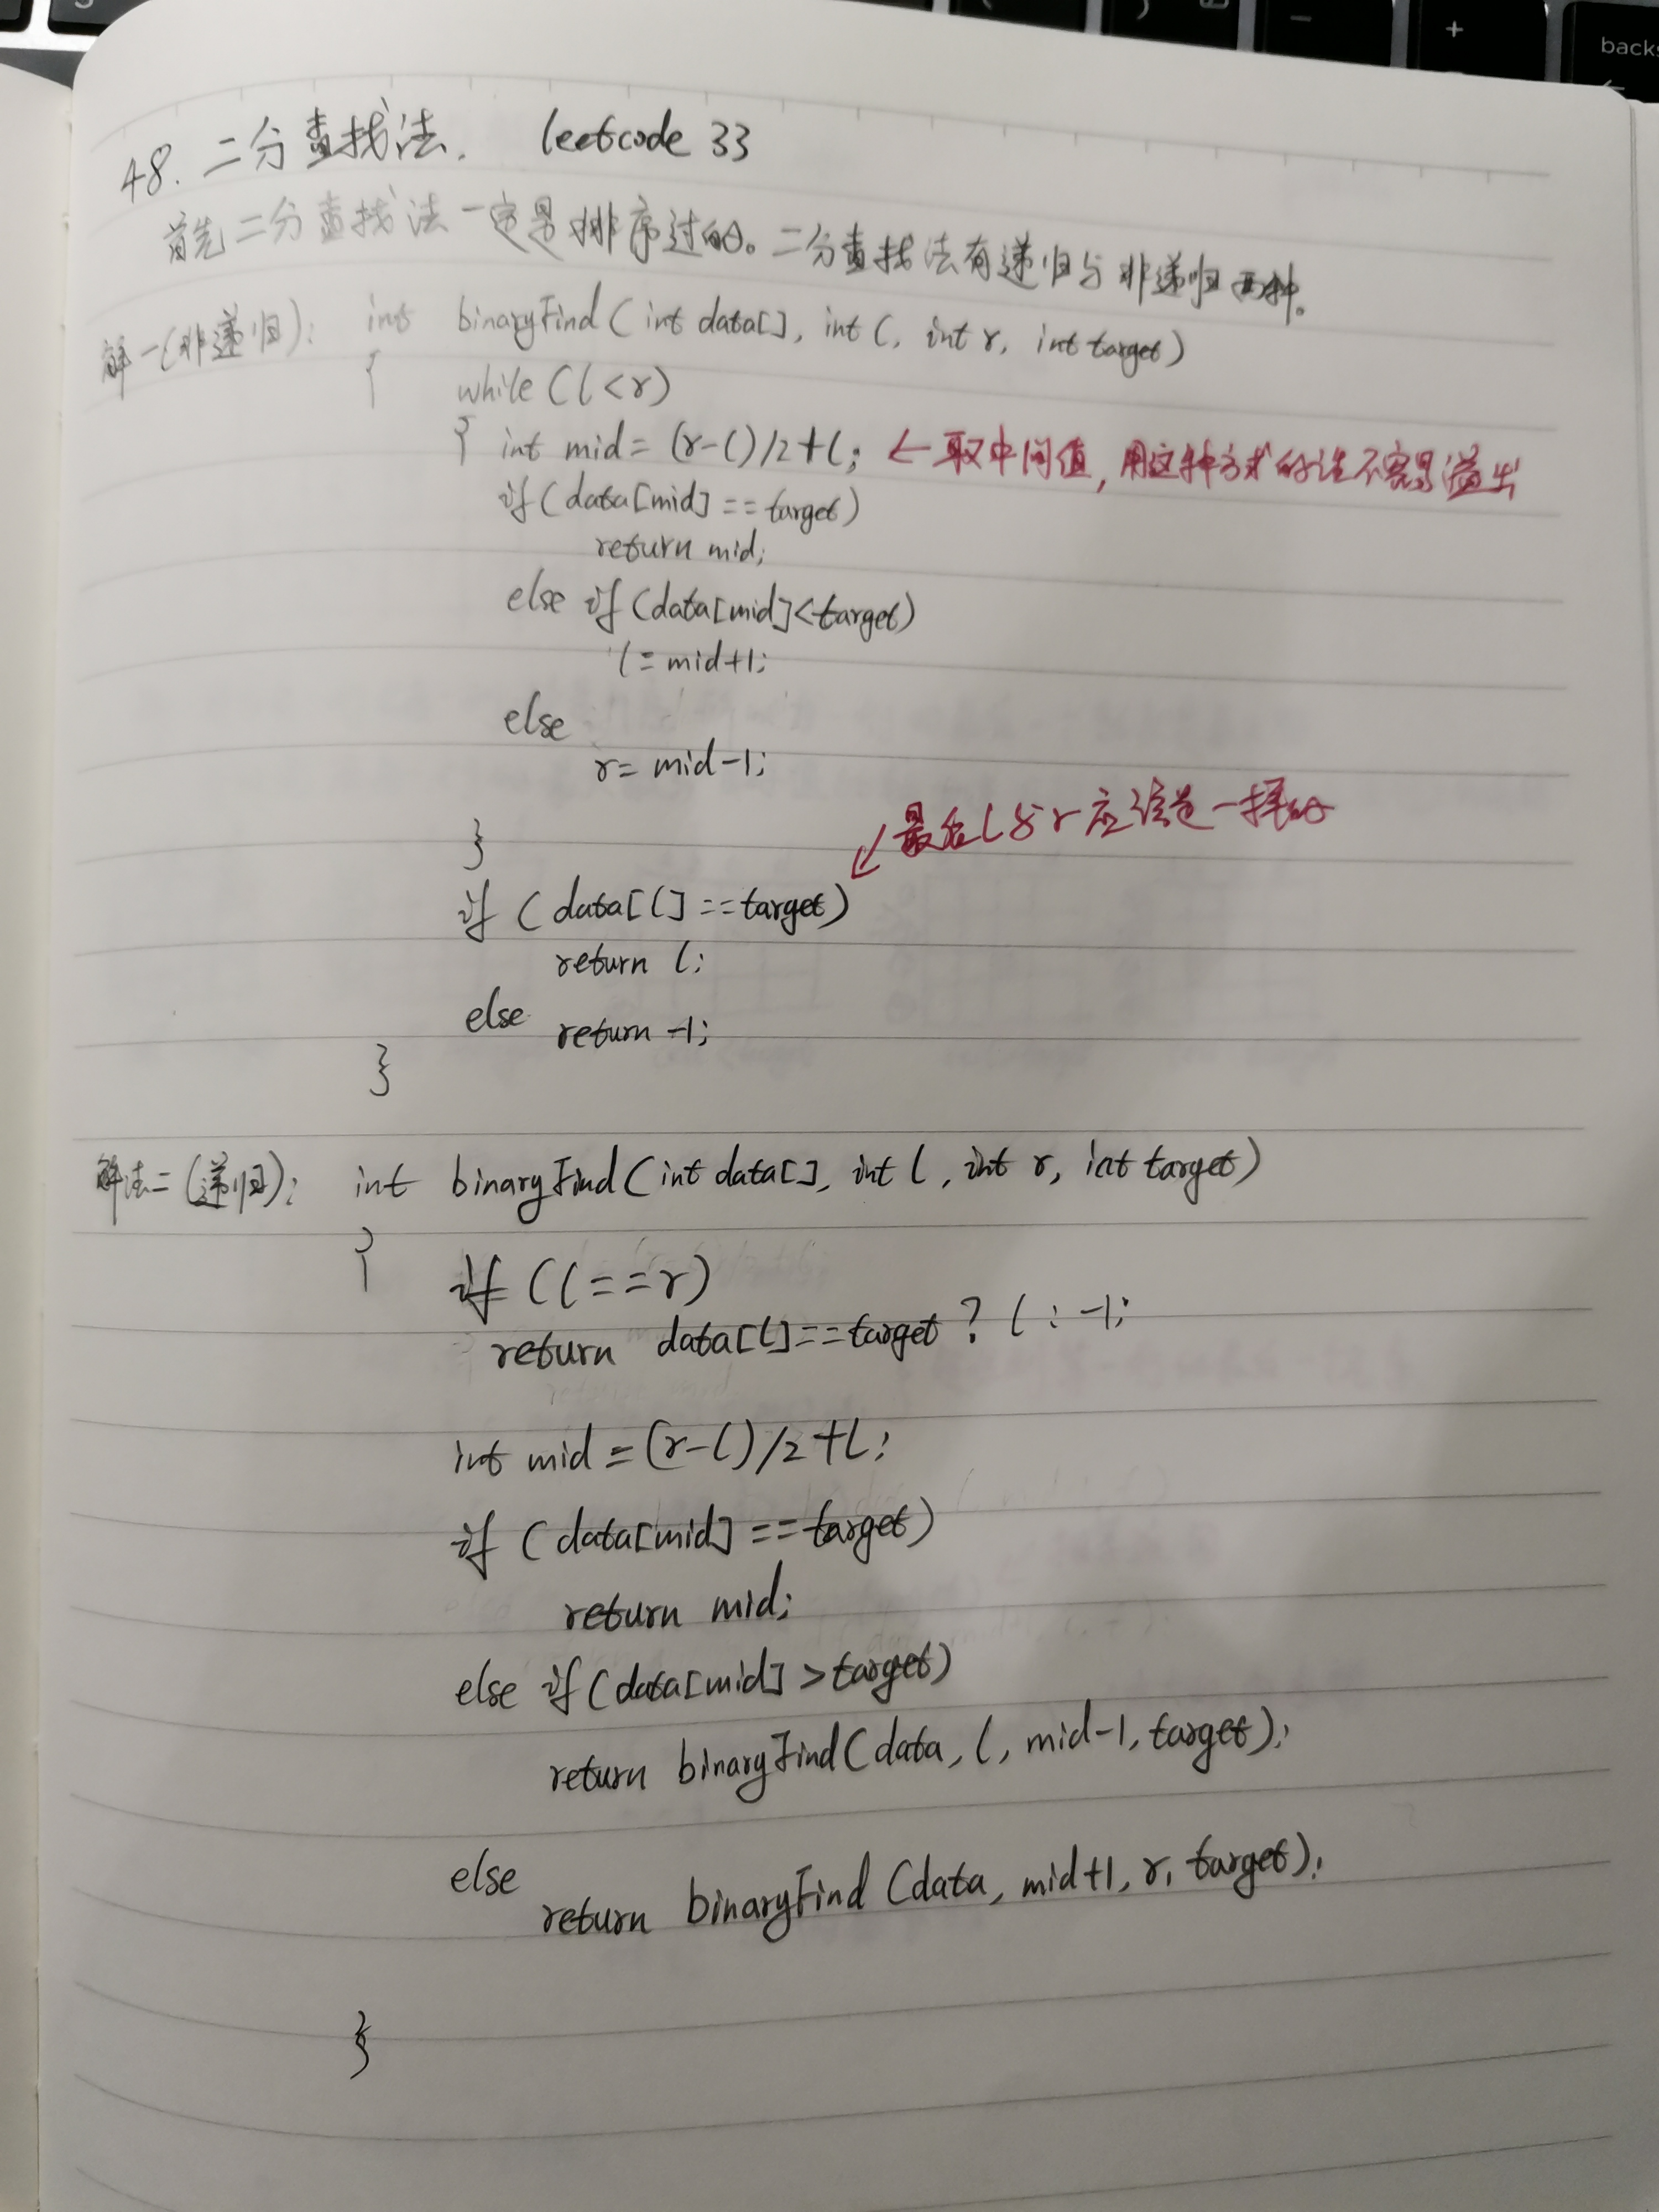 48. 二分查找法. leetcode 33
首先二分查找法一定是排序过的。二分查找法有递归与非递归两种。
解一(非递归): int binaryFind(int data[], int l, int r, int target)
{ while(l<r)
{ int mid=(r-l)/2+l; ←取中间值,用这种方式的话不容易溢出
if(data[mid]==target)
return mid;
else if(data[mid]<target)
l=mid+1;
else
r=mid-1;
} ↙最后l与r应该是一样的
if(data[l]==target)
return l;
else return -1;
}
解法二(递归): int binaryFind(int data[], int l, int r, int target)
{ if(l==r)
return data[l]==target ? l : -1;
int mid=(r-l)/2+l;
if(data[mid]==target)
return mid;
else if(data[mid]>target)
return binaryFind(data, l, mid-1, target);
else
return binaryFind(data, mid+1, r, target);
}
+
back